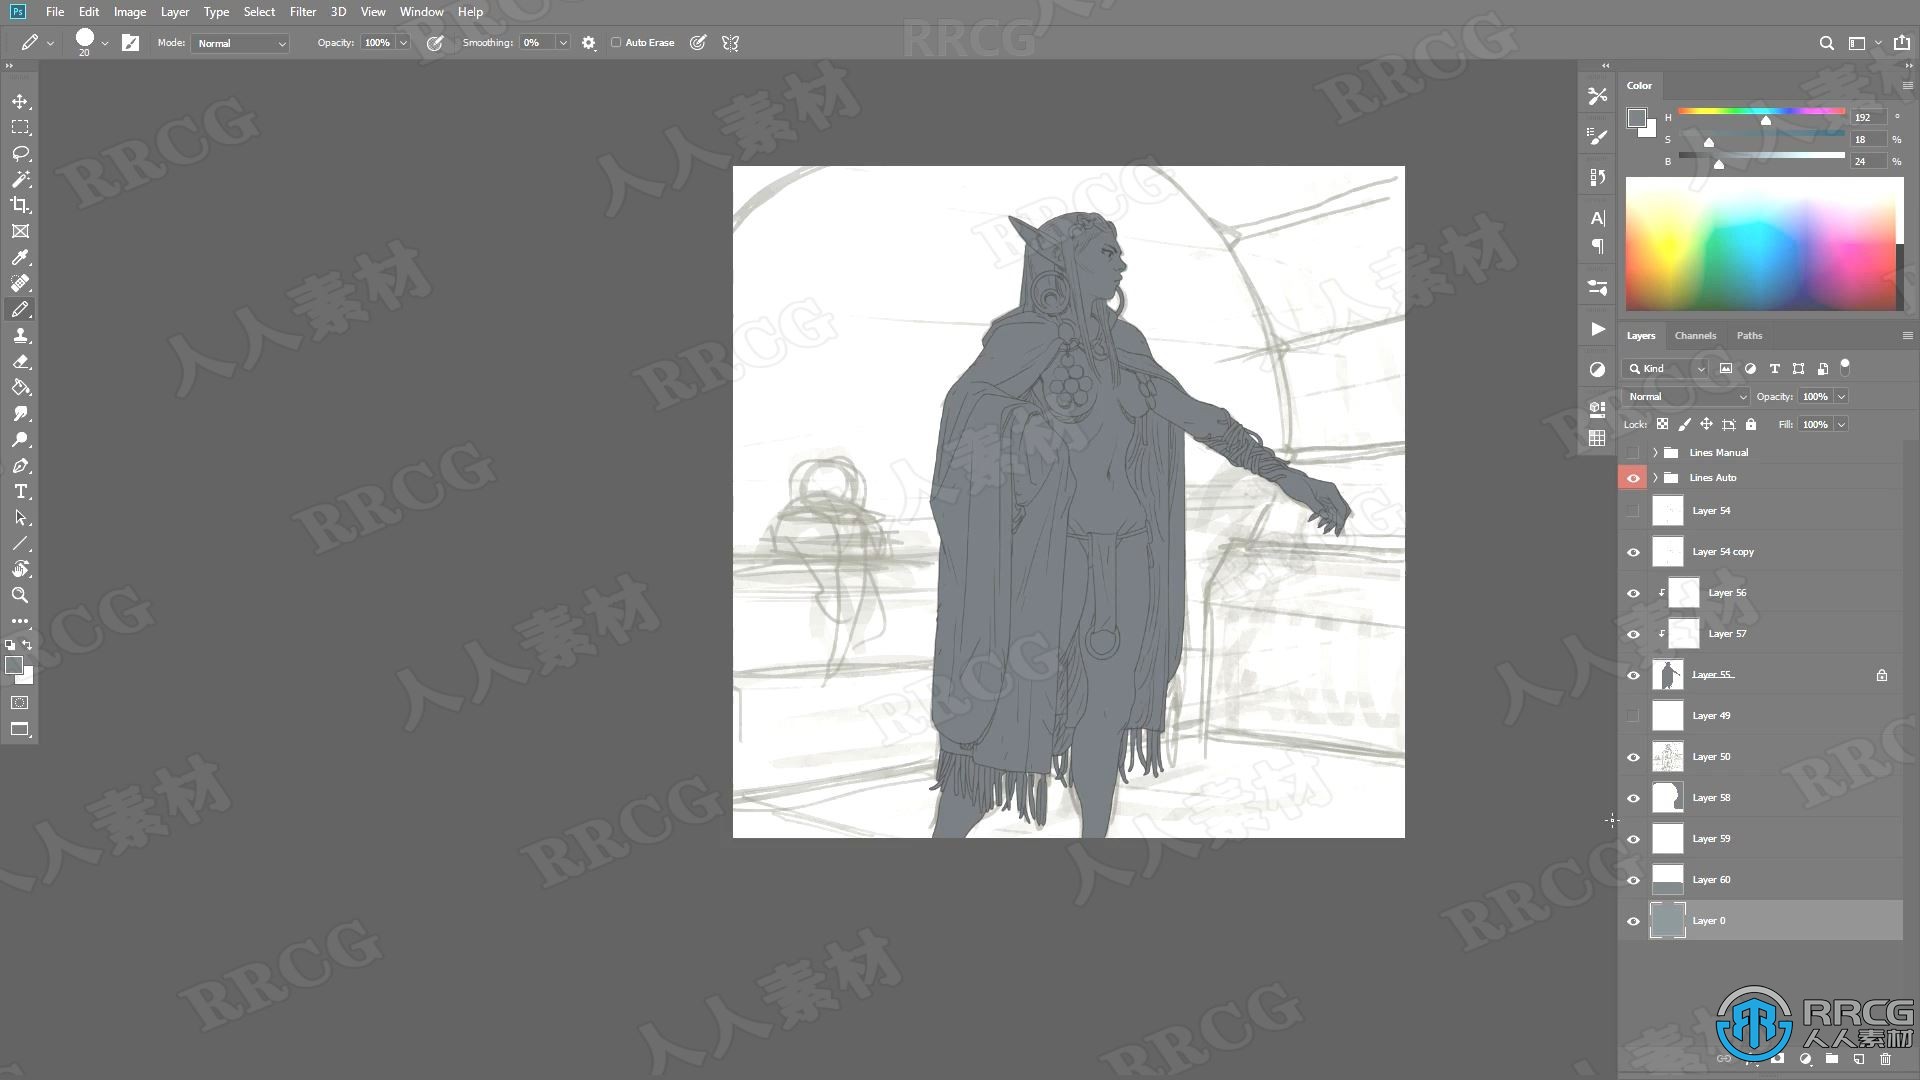 Ps File Edit Image Layer Type Select Filter 3D View Window Help
20 Mode: Normal Opacity: 100% Smoothing: 0% Auto Erase
RRCG
Color
H 192 °
S 18 %
B 24 %
Layers Channels Paths
Kind
Normal Opacity: 100%
Lock: Fill: 100%
Lines Manual
Lines Auto
Layer 54
Layer 54 copy
Layer 56
Layer 57
Layer 55
Layer 49
Layer 50
Layer 58
Layer 59
Layer 60
Layer 0
RRCG
人人素材